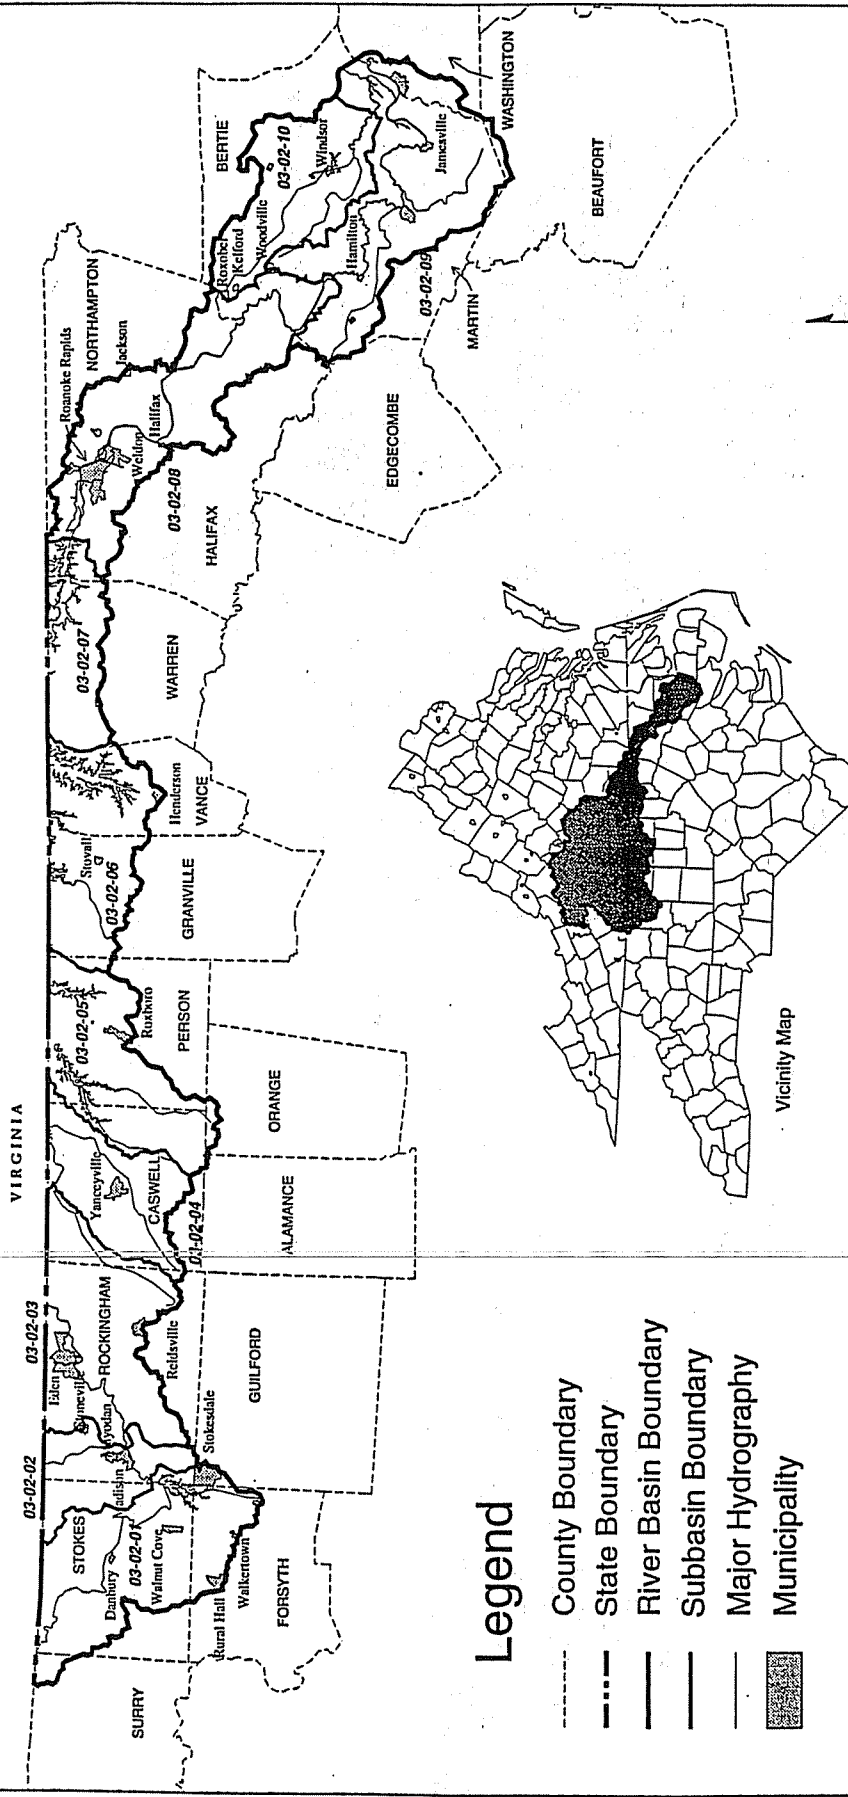 VIRGINIA
03-02-02
03-02-03
SURRY
STOKES
Danbury
03-02-01
Walnut Cove
Rural Hall
Walkertown
FORSYTH
Stokesdale
Eden
ROCKINGHAM
Reidsville
GUILFORD
03-02-04
Yanceyville
CASWELL
ALAMANCE
ORANGE
03-02-05
Roxboro
PERSON
Stovall
03-02-06
GRANVILLE
Henderson
VANCE
03-02-07
WARREN
Roanoke Rapids
Weldon
Halifax
03-02-08
HALIFAX
NORTHAMPTON
Jackson
EDGECOMBE
Roxobel
Kelford
Woodville
BERTIE
03-02-10
Windsor
Hamilton
Jamesville
03-02-09
MARTIN
WASHINGTON
BEAUFORT
Legend
County Boundary
State Boundary
River Basin Boundary
Subbasin Boundary
Major Hydrography
Municipality
Vicinity Map